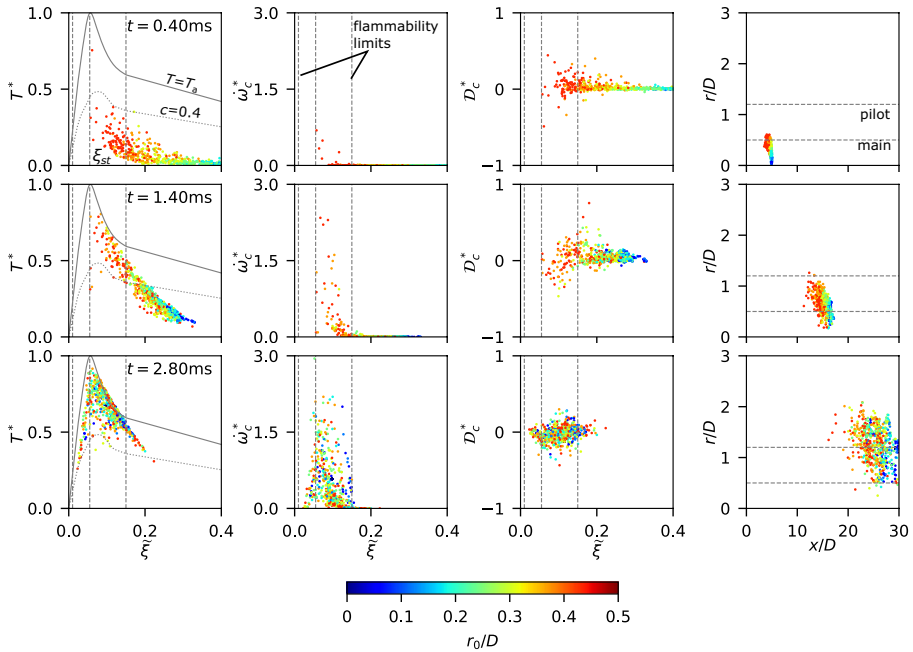 t = 0.40ms
T = Tₐ
c = 0.4
ξ_st
T*
1.0
0.5
0.0
flammability
limits
ω̇_c*
3.0
1.5
0.0
𝒟_c*
1
0
−1
r/D
3
2
1
0
pilot
main
t = 1.40ms
T*
1.0
0.5
0.0
ω̇_c*
3.0
1.5
0.0
𝒟_c*
1
0
−1
r/D
3
2
1
0
t = 2.80ms
T*
1.0
0.5
0.0
0.0 0.2 0.4
ξ̃
ω̇_c*
3.0
1.5
0.0
0.0 0.2 0.4
ξ̃
𝒟_c*
1
0
−1
0.0 0.2 0.4
ξ̃
r/D
3
2
1
0
0 10 20 30
x/D
0 0.1 0.2 0.3 0.4 0.5
r₀/D